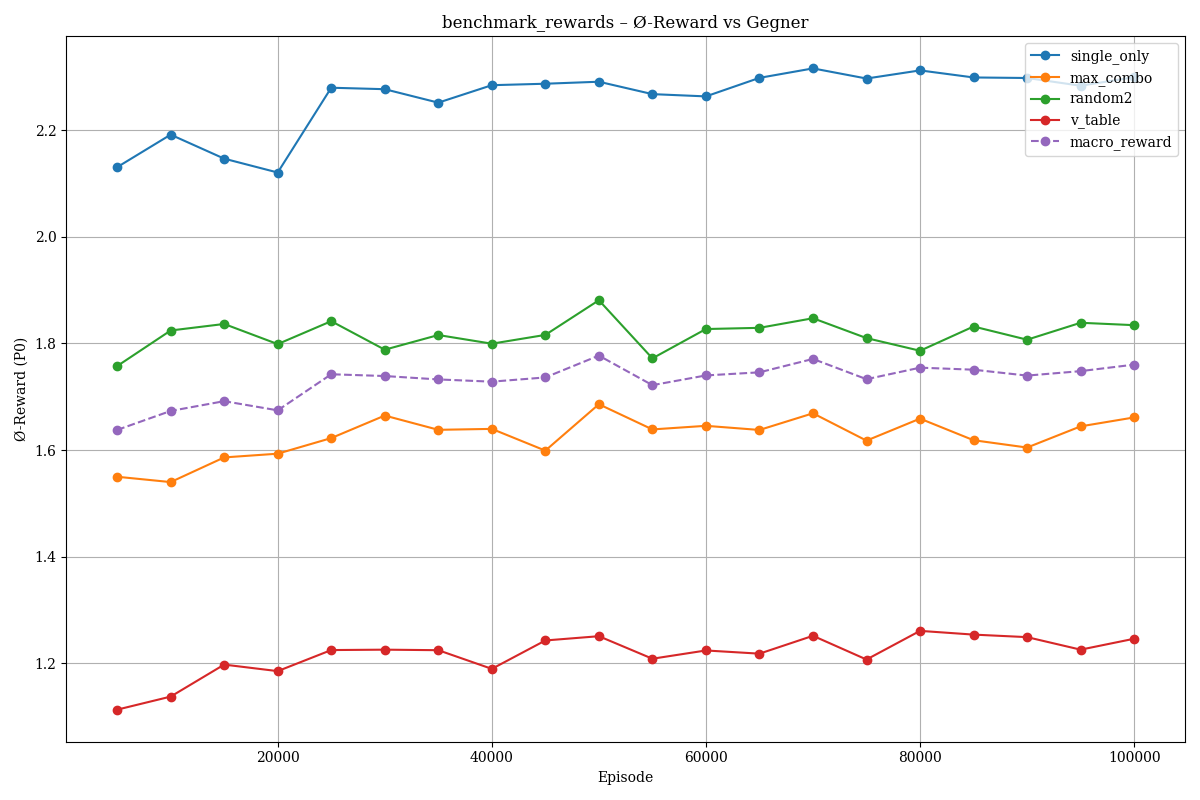 benchmark_rewards – Ø-Reward vs Gegner
single_only
max_combo
random2
v_table
macro_reward
Ø-Reward (P0)
2.2
2.0
1.8
1.6
1.4
1.2
20000
40000
60000
80000
100000
Episode